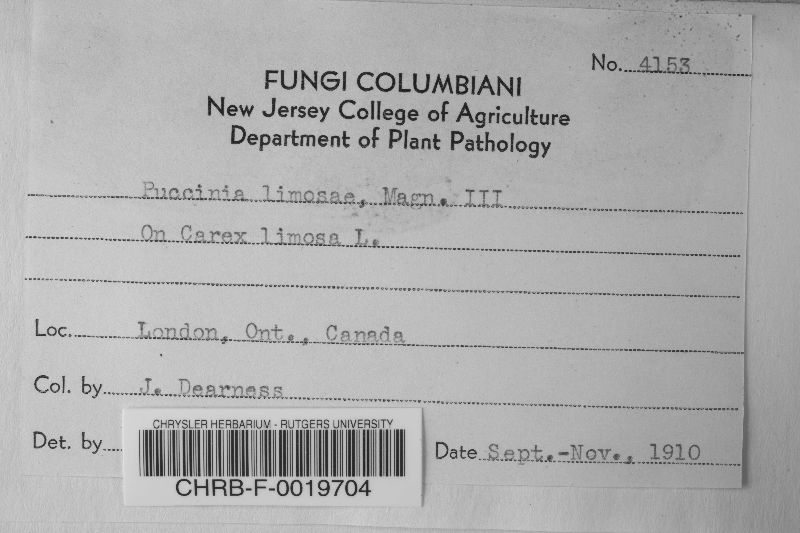 No. 4153
FUNGI COLUMBIANI
New Jersey College of Agriculture
Department of Plant Pathology
Puccinia limosae, Magn. III
On Carex limosa L.
Loc. London, Ont., Canada
Col. by J. Dearness
Det. by
Date Sept.-Nov., 1910
CHRYSLER HERBARIUM - RUTGERS UNIVERSITY
CHRB-F-0019704